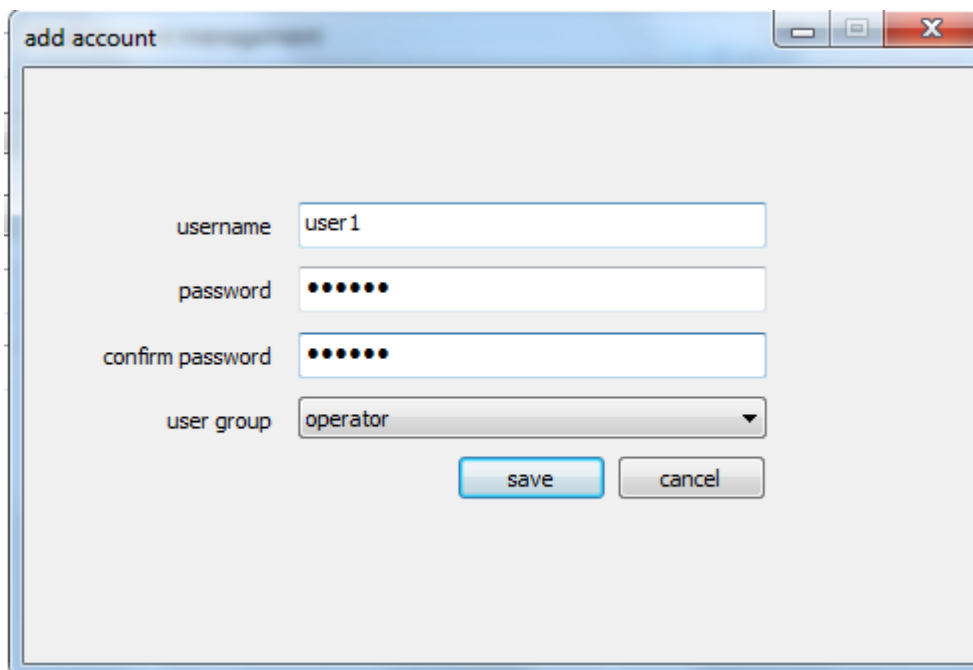 add account
username user1
password ••••••
confirm password ••••••
user group operator
save cancel